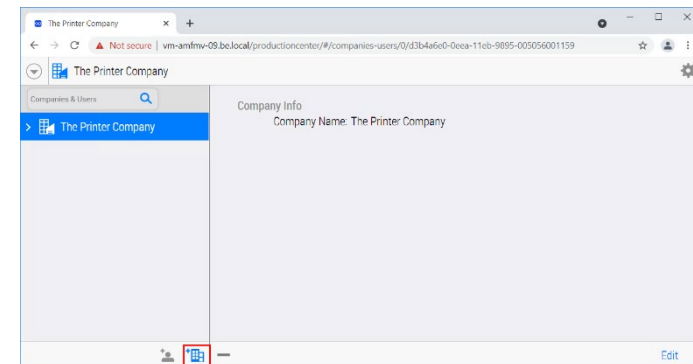 The Printer Company
Not secure | vm-amfmv-09.be.local/productioncenter/#/companies-users/0/d3b4a6e0-0eea-11eb-9895-005056001159
The Printer Company
Companies & Users
Company Info
The Printer Company
Company Name: The Printer Company
Edit